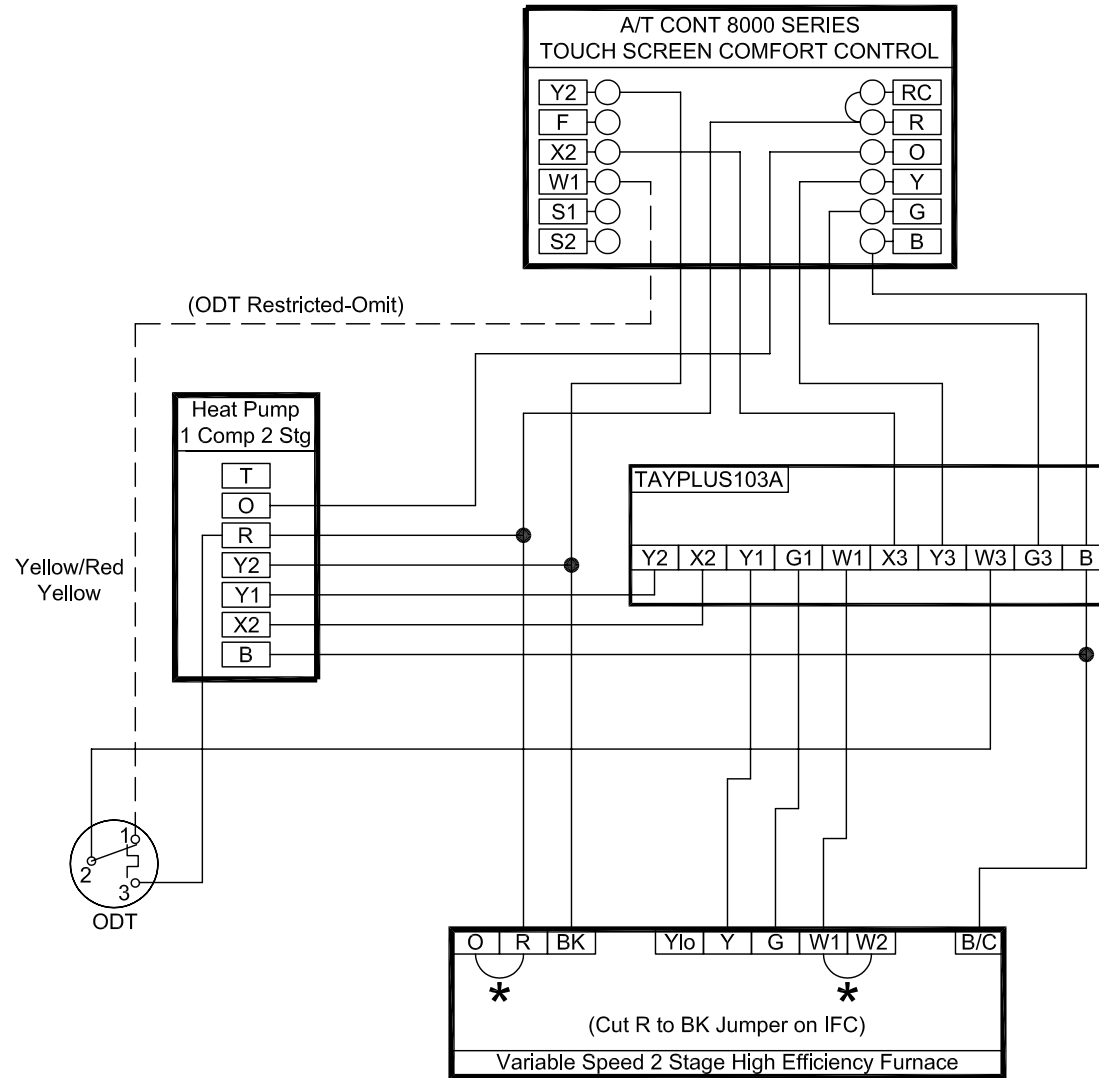 A/T CONT 8000 SERIES
TOUCH SCREEN COMFORT CONTROL
Y2
RC
F
R
X2
O
W1
Y
S1
G
S2
B
(ODT Restricted-Omit)
Heat Pump
1 Comp 2 Stg
T
O
R
Y2
Y1
X2
B
Yellow/Red
Yellow
TAYPLUS103A
Y2 X2 Y1 G1 W1 X3 Y3 W3 G3 B
1
2
3
ODT
O R BK Ylo Y G W1 W2 B/C
* *
(Cut R to BK Jumper on IFC)
Variable Speed 2 Stage High Efficiency Furnace